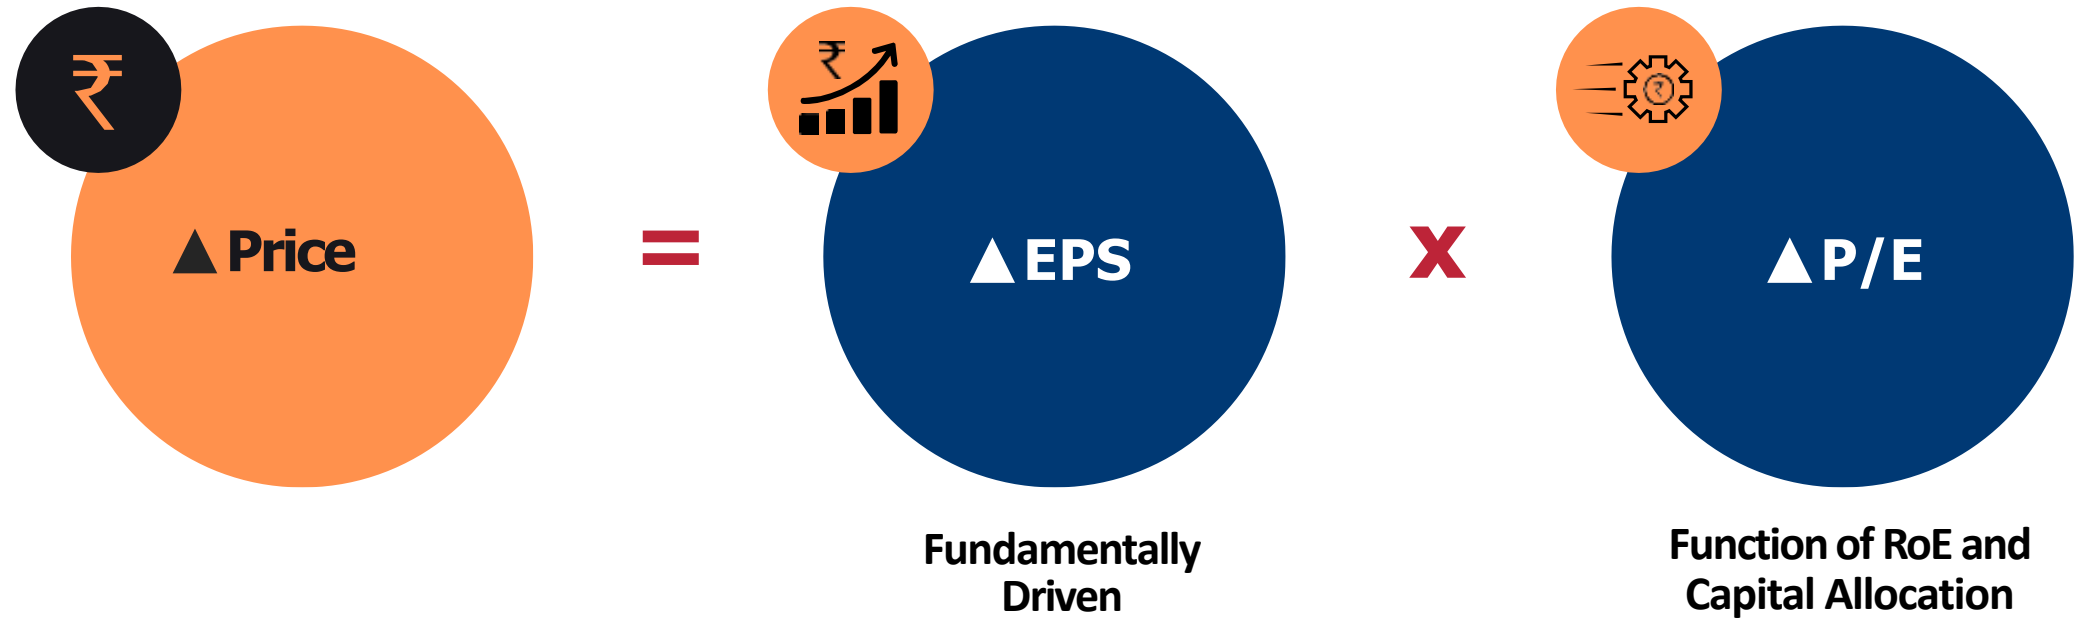 ₹
▲Price
=
₹
▲EPS
x
₹
▲P/E
Fundamentally
Driven
Function of RoE and
Capital Allocation